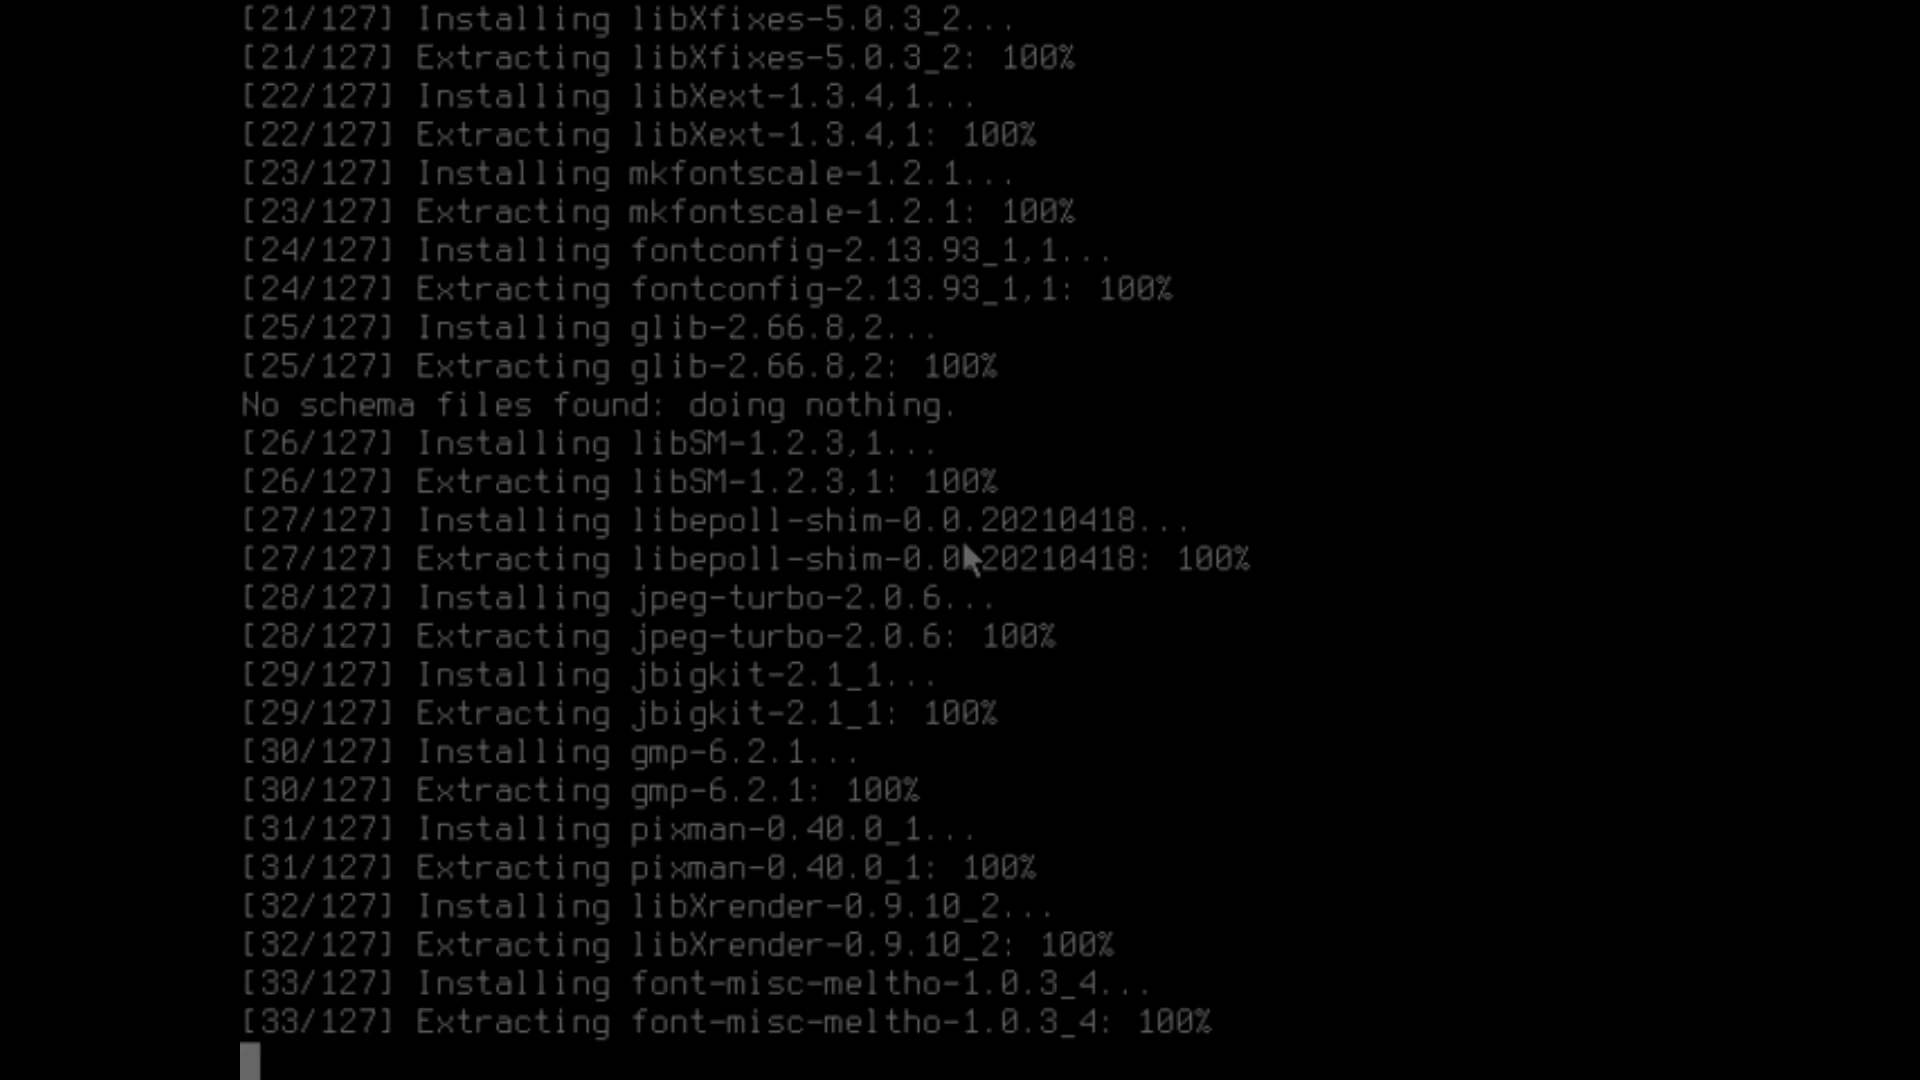 [21/127] Installing libXfixes-5.0.3_2...
[21/127] Extracting libXfixes-5.0.3_2: 100%
[22/127] Installing libXext-1.3.4,1...
[22/127] Extracting libXext-1.3.4,1: 100%
[23/127] Installing mkfontscale-1.2.1...
[23/127] Extracting mkfontscale-1.2.1: 100%
[24/127] Installing fontconfig-2.13.93_1,1...
[24/127] Extracting fontconfig-2.13.93_1,1: 100%
[25/127] Installing glib-2.66.8,2...
[25/127] Extracting glib-2.66.8,2: 100%
No schema files found: doing nothing.
[26/127] Installing libSM-1.2.3,1...
[26/127] Extracting libSM-1.2.3,1: 100%
[27/127] Installing libepoll-shim-0.0.20210418...
[27/127] Extracting libepoll-shim-0.0.20210418: 100%
[28/127] Installing jpeg-turbo-2.0.6...
[28/127] Extracting jpeg-turbo-2.0.6: 100%
[29/127] Installing jbigkit-2.1_1...
[29/127] Extracting jbigkit-2.1_1: 100%
[30/127] Installing gmp-6.2.1...
[30/127] Extracting gmp-6.2.1: 100%
[31/127] Installing pixman-0.40.0_1...
[31/127] Extracting pixman-0.40.0_1: 100%
[32/127] Installing libXrender-0.9.10_2...
[32/127] Extracting libXrender-0.9.10_2: 100%
[33/127] Installing font-misc-meltho-1.0.3_4...
[33/127] Extracting font-misc-meltho-1.0.3_4: 100%